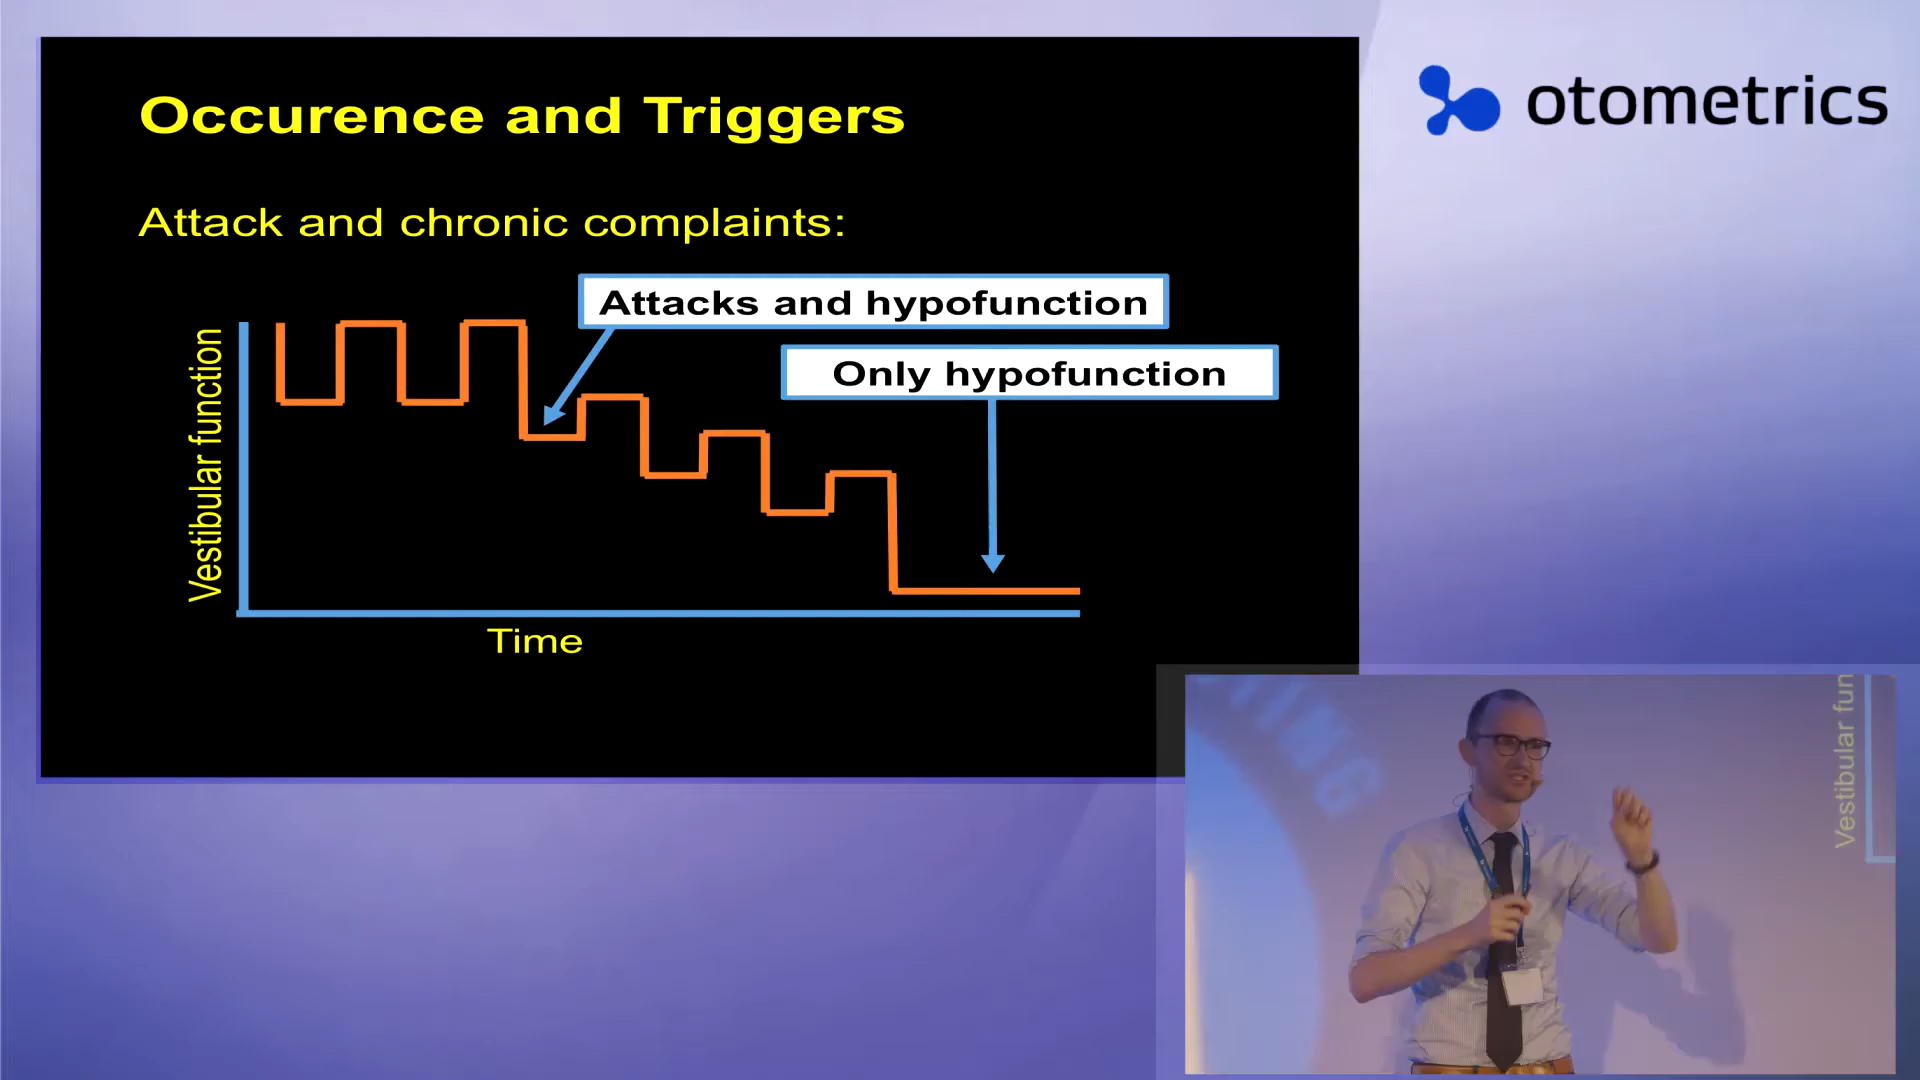 Occurence and Triggers
otometrics
Attack and chronic complaints:
Attacks and hypofunction
Only hypofunction
Vestibular function
Time
Vestibular fun